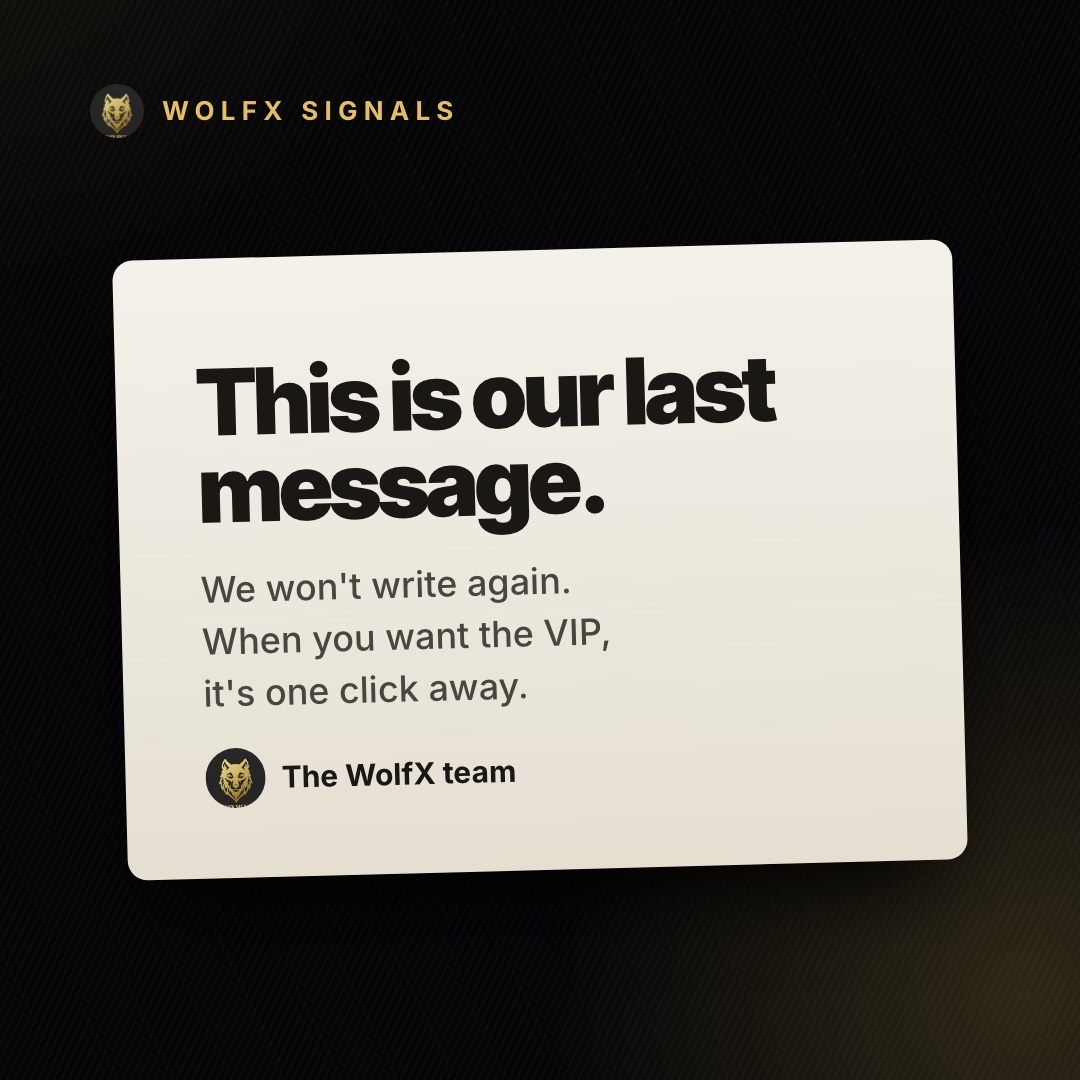 WOLFX SIGNALS
This is our last
message.
We won't write again.
When you want the VIP,
it's one click away.
The WolfX team